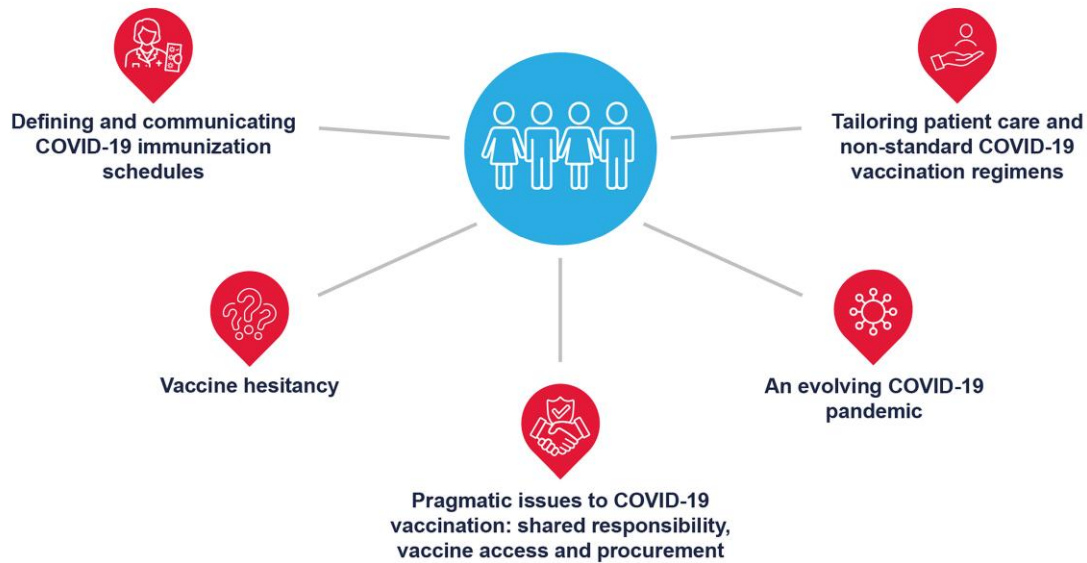 Defining and communicating
COVID-19 immunization
schedules
Tailoring patient care and
non-standard COVID-19
vaccination regimens
Vaccine hesitancy
An evolving COVID-19
pandemic
Pragmatic issues to COVID-19
vaccination: shared responsibility,
vaccine access and procurement